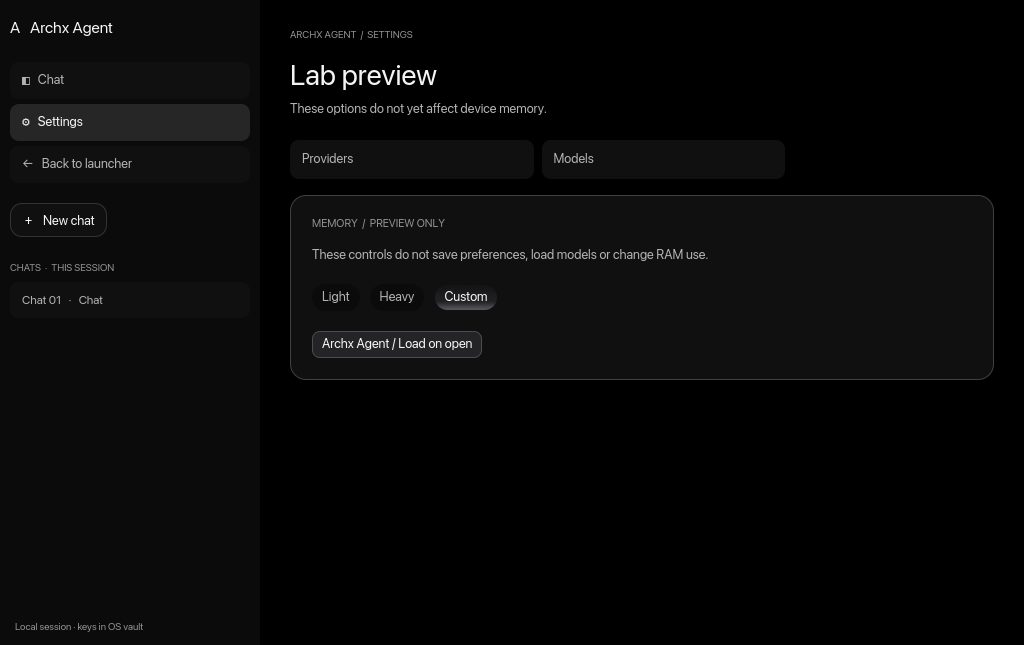 A Archx Agent
Chat
Settings
← Back to launcher
+ New chat
CHATS · THIS SESSION
Chat 01 · Chat
Local session · keys in OS vault
ARCHX AGENT / SETTINGS
Lab preview
These options do not yet affect device memory.
Providers
Models
MEMORY / PREVIEW ONLY
These controls do not save preferences, load models or change RAM use.
Light
Heavy
Custom
Archx Agent / Load on open